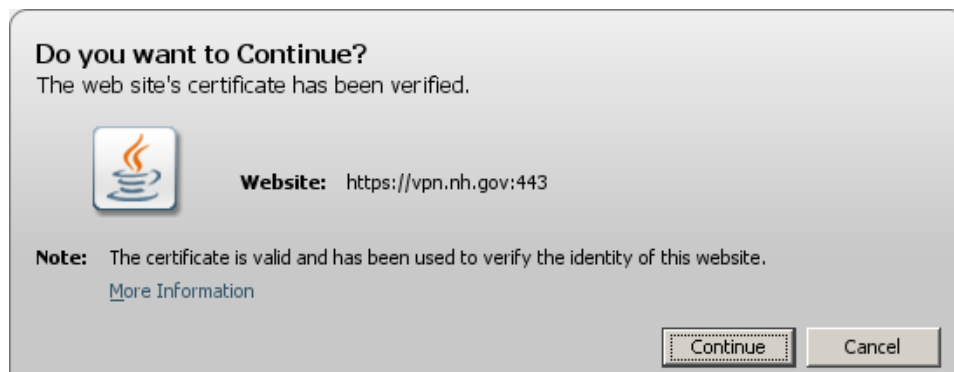 Do you want to Continue?
The web site's certificate has been verified.
Website: https://vpn.nh.gov:443
Note: The certificate is valid and has been used to verify the identity of this website.
More Information
Continue Cancel